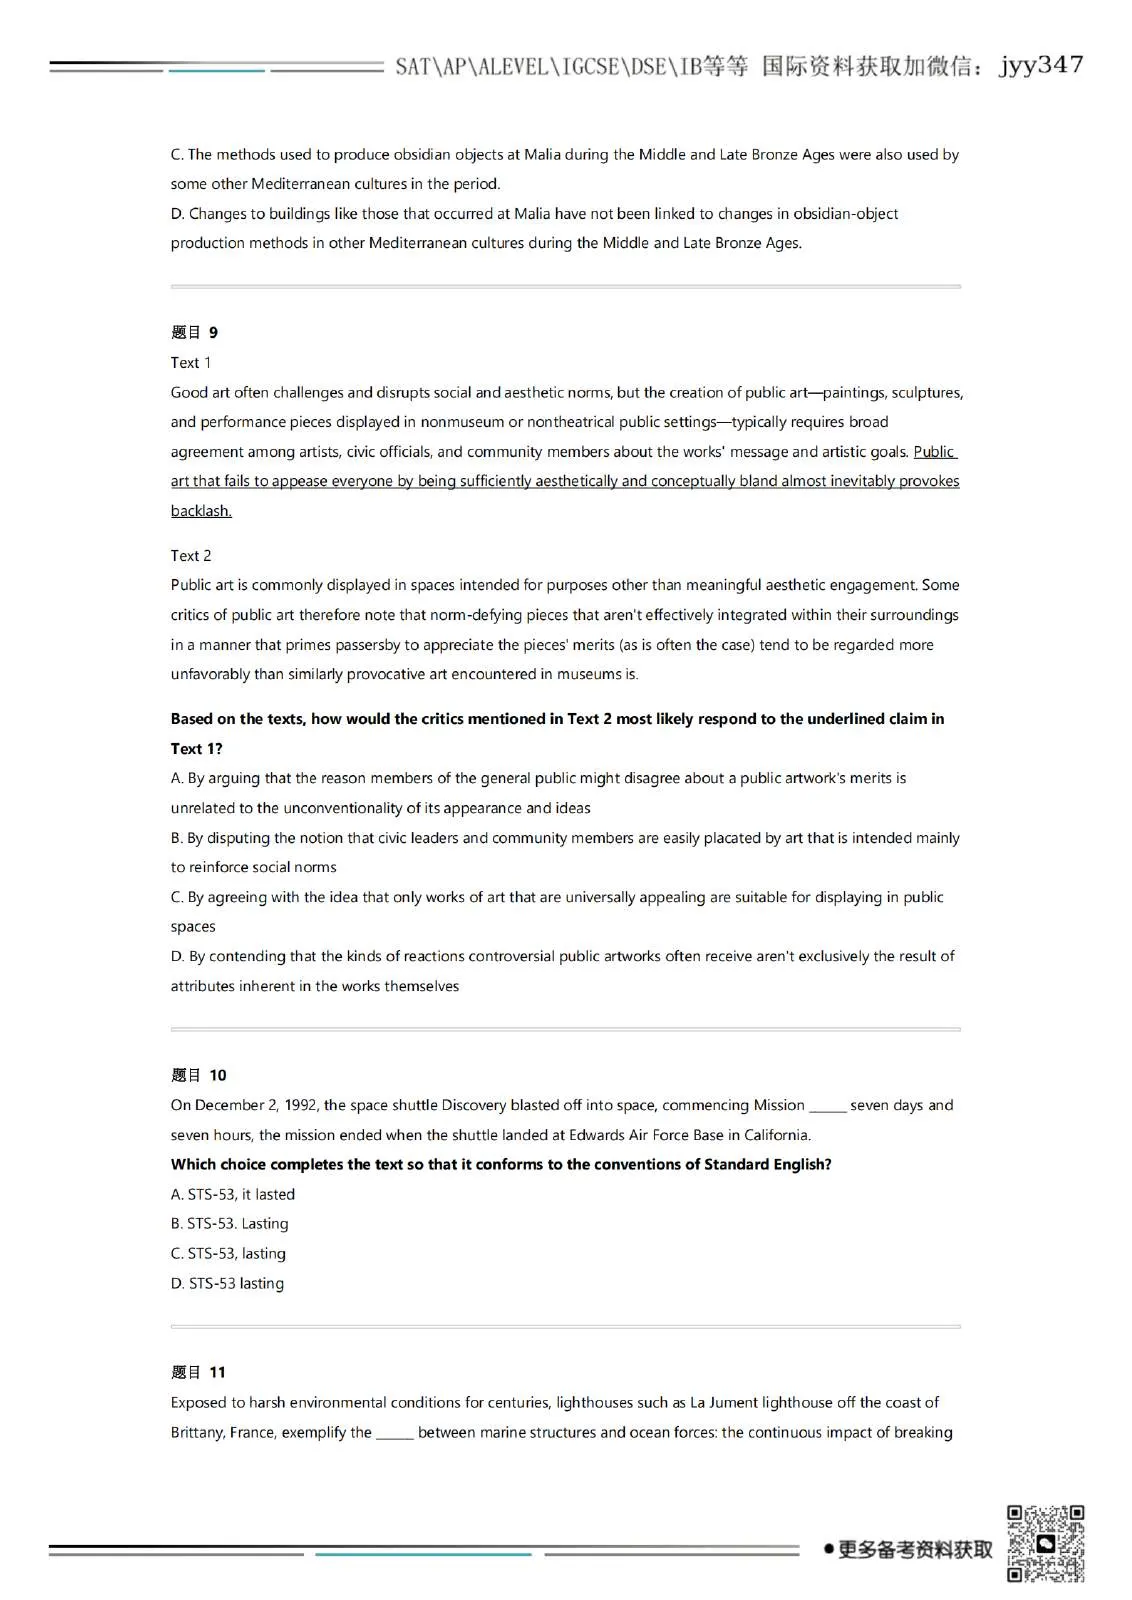 SAT\AP\ALEVEL\IGCSE\DSE\IB等等 国际资料获取加微信: jyy347
C. The methods used to produce obsidian objects at Malia during the Middle and Late Bronze Ages were also used by
some other Mediterranean cultures in the period.
D. Changes to buildings like those that occurred at Malia have not been linked to changes in obsidian-object
production methods in other Mediterranean cultures during the Middle and Late Bronze Ages.
题目 9
Text 1
Good art often challenges and disrupts social and aesthetic norms, but the creation of public art—paintings, sculptures,
and performance pieces displayed in nonmuseum or nontheatrical public settings—typically requires broad
agreement among artists, civic officials, and community members about the works' message and artistic goals. Public
art that fails to appease everyone by being sufficiently aesthetically and conceptually bland almost inevitably provokes
backlash.
Text 2
Public art is commonly displayed in spaces intended for purposes other than meaningful aesthetic engagement. Some
critics of public art therefore note that norm-defying pieces that aren't effectively integrated within their surroundings
in a manner that primes passersby to appreciate the pieces' merits (as is often the case) tend to be regarded more
unfavorably than similarly provocative art encountered in museums is.
Based on the texts, how would the critics mentioned in Text 2 most likely respond to the underlined claim in
Text 1?
A. By arguing that the reason members of the general public might disagree about a public artwork's merits is
unrelated to the unconventionality of its appearance and ideas
B. By disputing the notion that civic leaders and community members are easily placated by art that is intended mainly
to reinforce social norms
C. By agreeing with the idea that only works of art that are universally appealing are suitable for displaying in public
spaces
D. By contending that the kinds of reactions controversial public artworks often receive aren't exclusively the result of
attributes inherent in the works themselves
题目 10
On December 2, 1992, the space shuttle Discovery blasted off into space, commencing Mission _____ seven days and
seven hours, the mission ended when the shuttle landed at Edwards Air Force Base in California.
Which choice completes the text so that it conforms to the conventions of Standard English?
A. STS-53, it lasted
B. STS-53. Lasting
C. STS-53, lasting
D. STS-53 lasting
题目 11
Exposed to harsh environmental conditions for centuries, lighthouses such as La Jument lighthouse off the coast of
Brittany, France, exemplify the _____ between marine structures and ocean forces: the continuous impact of breaking
●更多备考资料获取